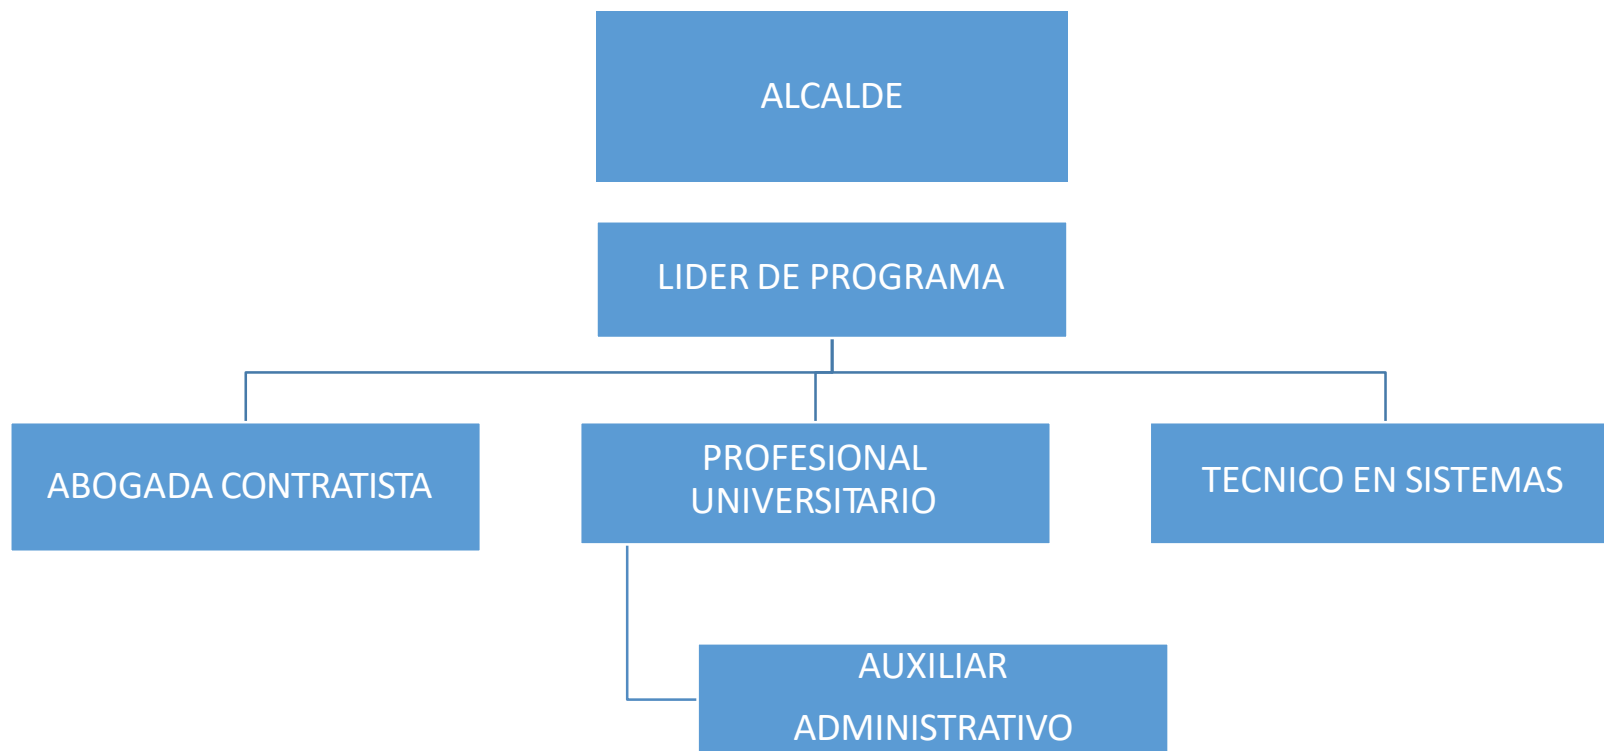 ALCALDE
LIDER DE PROGRAMA
ABOGADA CONTRATISTA
PROFESIONAL
UNIVERSITARIO
TECNICO EN SISTEMAS
AUXILIAR
ADMINISTRATIVO